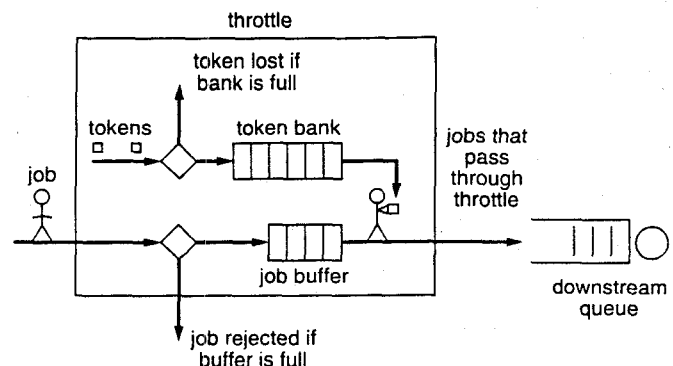 throttle
token lost if
bank is full
tokens
token bank
jobs that
pass
through
throttle
job
job buffer
downstream
queue
job rejected if
buffer is full